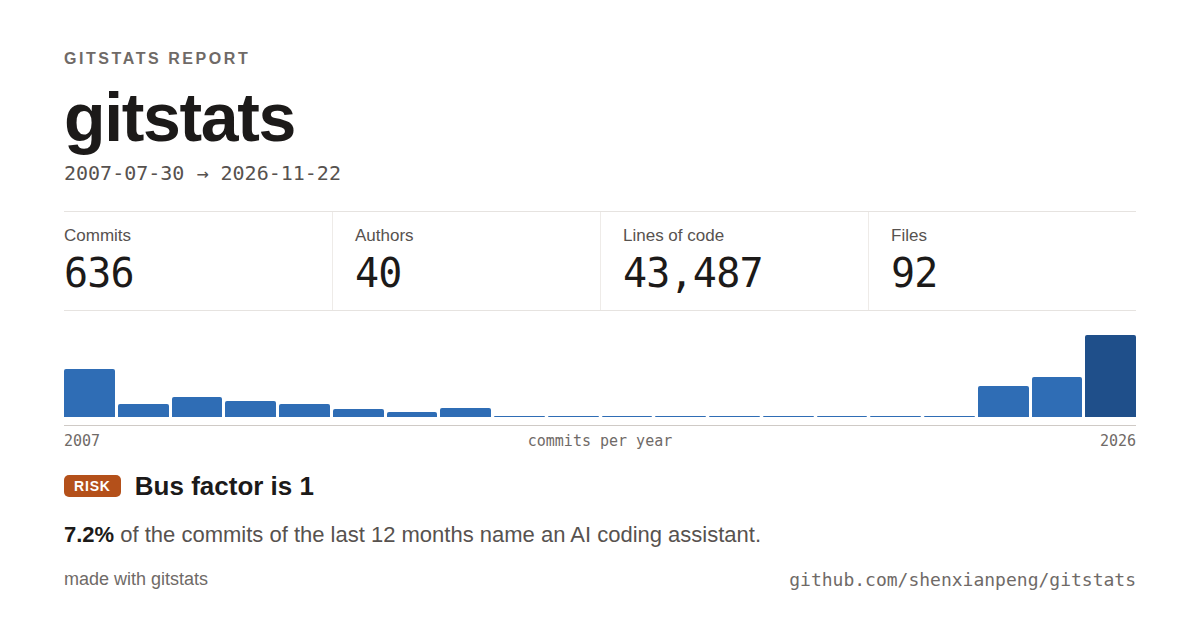 GITSTATS REPORT
gitstats
2007-07-30 → 2026-11-22
Commits
636
Authors
40
Lines of code
43,487
Files
92
2007
commits per year
2026
RISK Bus factor is 1
7.2% of the commits of the last 12 months name an AI coding assistant.
made with gitstats
github.com/shenxianpeng/gitstats